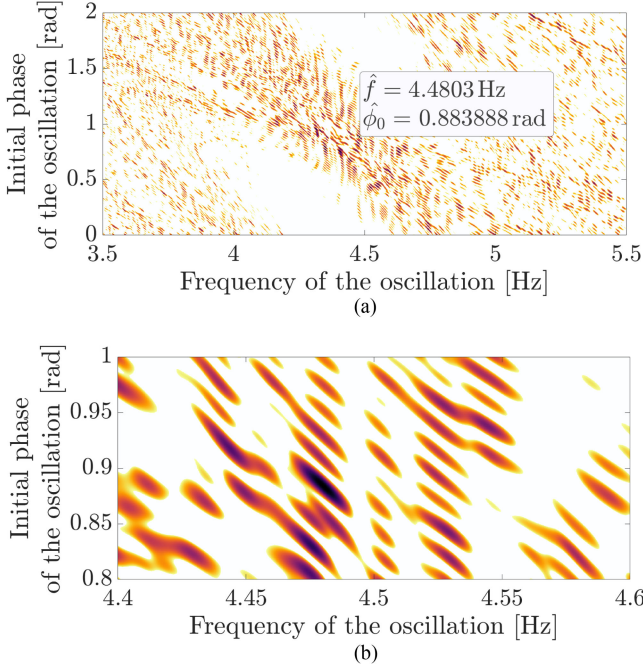 2
1.5
1
0.5
0
3.5
4
4.5
5
5.5
Initial phase
of the oscillation [rad]
f̂ = 4.4803 Hz
ϕ̂₀ = 0.883888 rad
Frequency of the oscillation [Hz]
(a)
1
0.95
0.9
0.85
0.8
4.4
4.45
4.5
4.55
4.6
Initial phase
of the oscillation [rad]
Frequency of the oscillation [Hz]
(b)